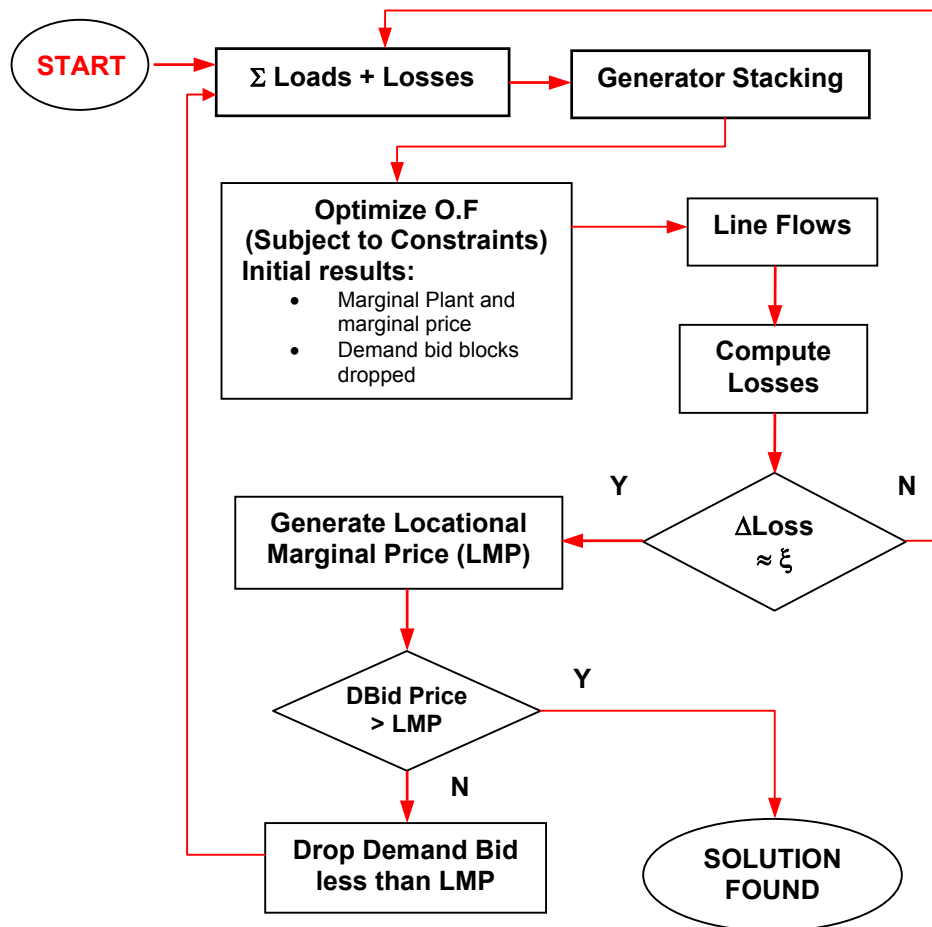 START
Σ Loads + Losses
Generator Stacking
Optimize O.F
(Subject to Constraints)
Initial results:
• Marginal Plant and
marginal price
• Demand bid blocks
dropped
Line Flows
Compute
Losses
Y
N
ΔLoss
≈ ξ
Generate Locational
Marginal Price (LMP)
DBid Price
> LMP
Y
N
Drop Demand Bid
less than LMP
SOLUTION
FOUND